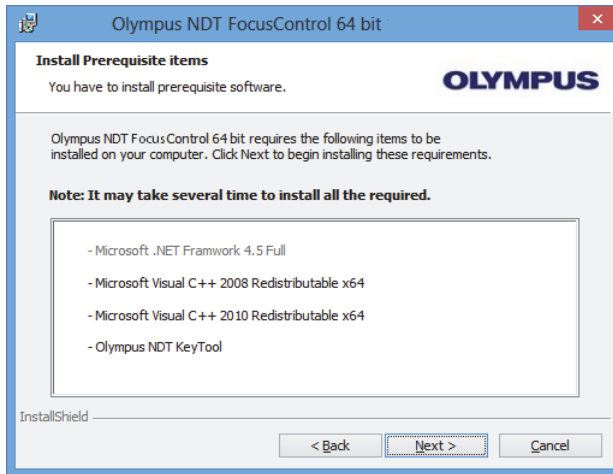 Olympus NDT FocusControl 64 bit
Install Prerequisite items
You have to install prerequisite software.
OLYMPUS
Olympus NDT FocusControl 64 bit requires the following items to be
installed on your computer. Click Next to begin installing these requirements.
Note: It may take several time to install all the required.
- Microsoft .NET Framwork 4.5 Full
- Microsoft Visual C++ 2008 Redistributable x64
- Microsoft Visual C++ 2010 Redistributable x64
- Olympus NDT KeyTool
InstallShield
< Back Next > Cancel